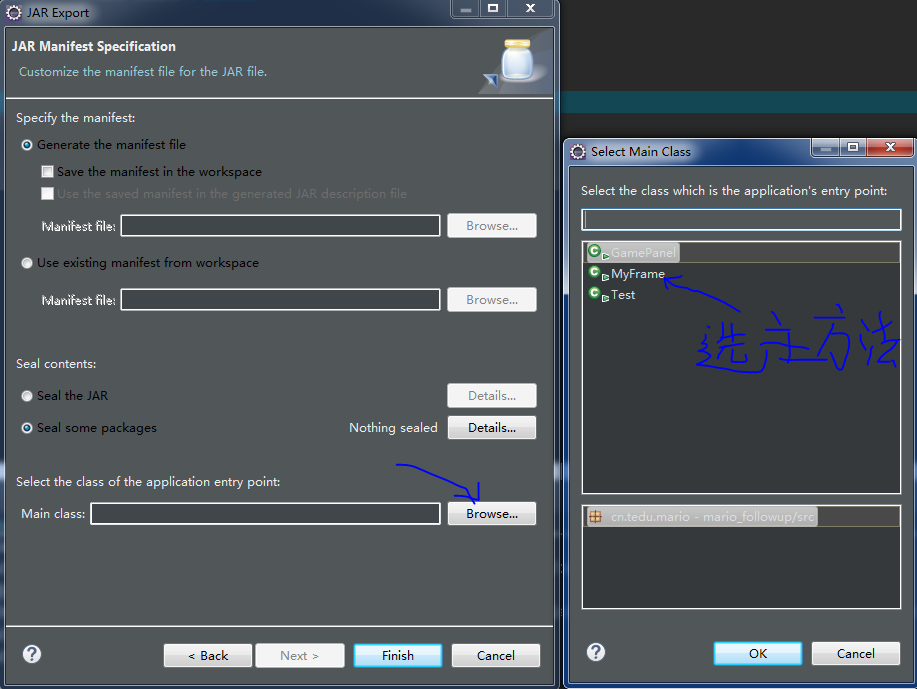 JAR Export
JAR Manifest Specification
Customize the manifest file for the JAR file.
Specify the manifest:
Generate the manifest file
Save the manifest in the workspace
Use the saved manifest in the generated JAR description file
Manifest file:
Browse...
Use existing manifest from workspace
Manifest file:
Browse...
Seal contents:
Seal the JAR
Details...
Seal some packages
Nothing sealed
Details...
Select the class of the application entry point:
Main class:
Browse...
< Back
Next >
Finish
Cancel
Select Main Class
Select the class which is the application's entry point:
GamePanel
MyFrame
Test
选主方法
cn.tedu.mario - mario_followup/src
OK
Cancel